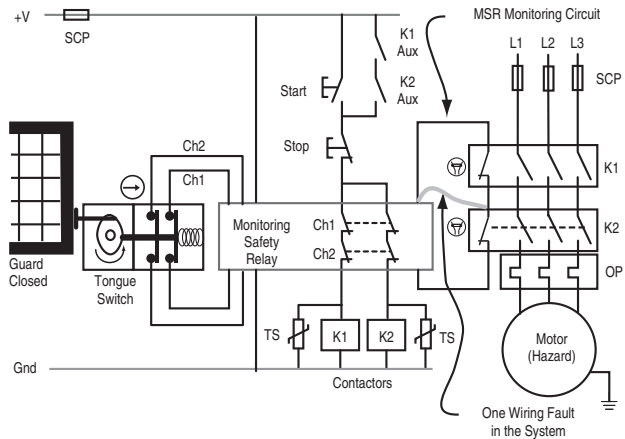 MSR Monitoring Circuit
+V
SCP
K1
Aux
L1 L2 L3
K2
Aux
SCP
Start
Stop
Ch2
Ch1
K1
Monitoring
Safety
Relay
Ch1
Ch2
K2
Guard
Closed
Tongue
Switch
OP
TS
K1
K2
TS
Motor
(Hazard)
Gnd
Contactors
One Wiring Fault
in the System